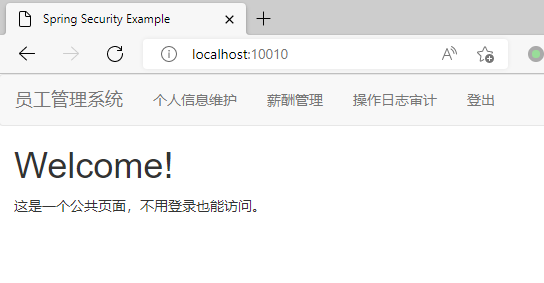 Spring Security Example
localhost:10010
员工管理系统 个人信息维护 薪酬管理 操作日志审计 登出
Welcome!
这是一个公共页面，不用登录也能访问。